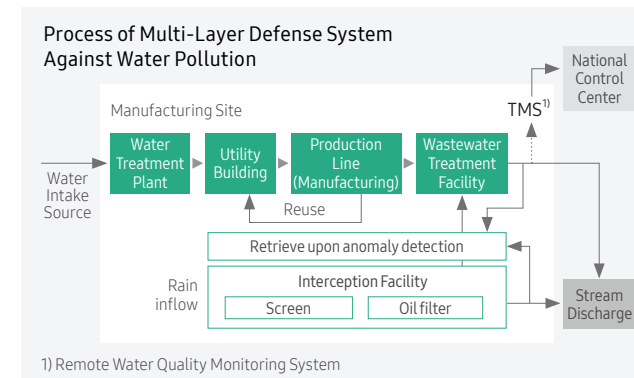 Process of Multi-Layer Defense System
Against Water Pollution
National
Control
Center
Manufacturing Site
TMS1)
Water
Treatment
Plant
Utility
Building
Production
Line
(Manufacturing)
Wastewater
Treatment
Facility
Water
Intake
Source
Reuse
Retrieve upon anomaly detection
Rain
inflow
Interception Facility
Screen
Oil filter
Stream
Discharge
1) Remote Water Quality Monitoring System